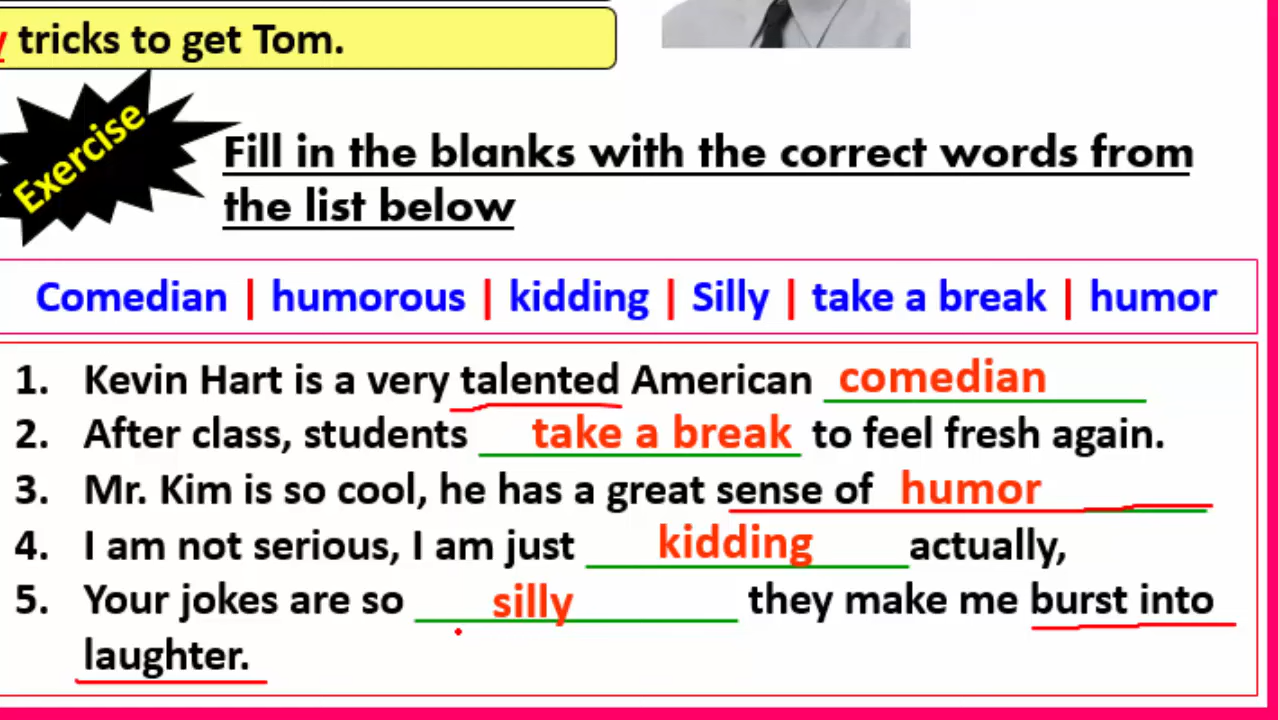 tricks to get Tom.
Exercise
Fill in the blanks with the correct words from
the list below
Comedian | humorous | kidding | Silly | take a break | humor
1. Kevin Hart is a very talented American comedian
2. After class, students take a break to feel fresh again.
3. Mr. Kim is so cool, he has a great sense of humor
4. I am not serious, I am just kidding actually,
5. Your jokes are so silly they make me burst into
laughter.